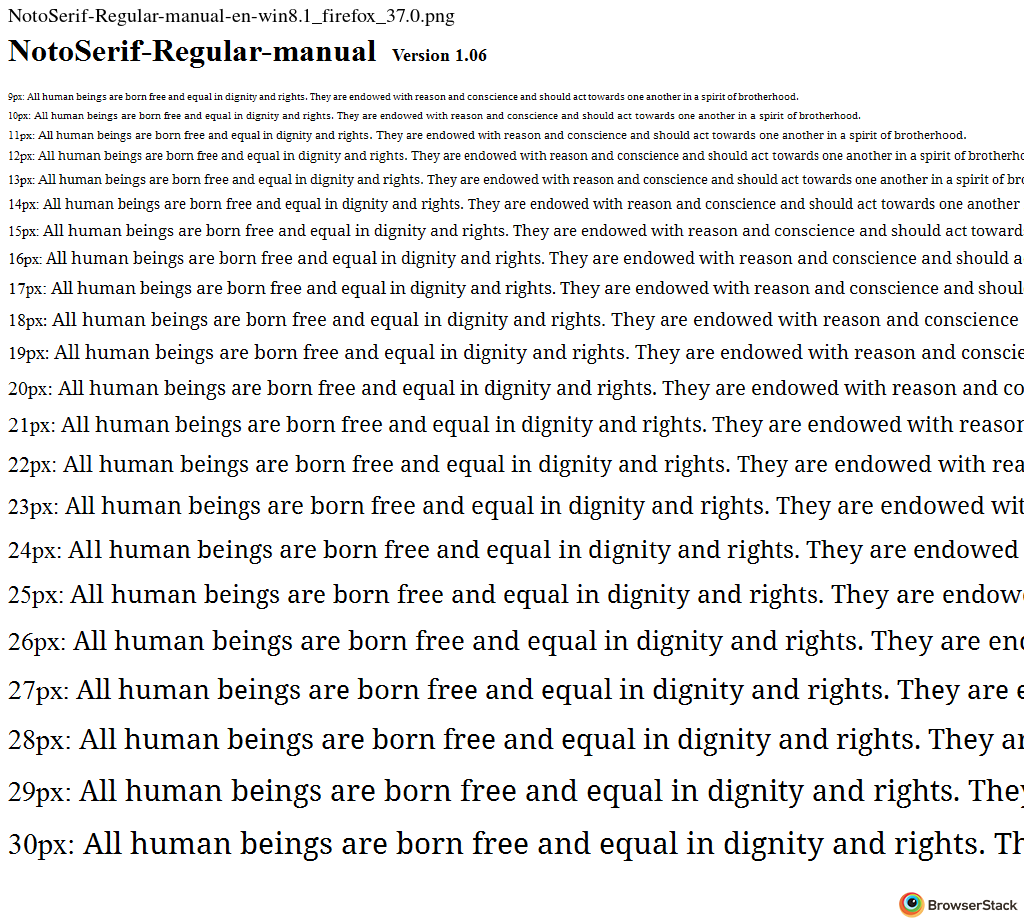 NotoSerif-Regular-manual-en-win8.1_firefox_37.0.png
NotoSerif-Regular-manual Version 1.06
9px: All human beings are born free and equal in dignity and rights. They are endowed with reason and conscience and should act towards one another in a spirit of brotherhood.
10px: All human beings are born free and equal in dignity and rights. They are endowed with reason and conscience and should act towards one another in a spirit of brotherhood.
11px: All human beings are born free and equal in dignity and rights. They are endowed with reason and conscience and should act towards one another in a spirit of brotherhood.
12px: All human beings are born free and equal in dignity and rights. They are endowed with reason and conscience and should act towards one another in a spirit of brotherho
13px: All human beings are born free and equal in dignity and rights. They are endowed with reason and conscience and should act towards one another in a spirit of bro
14px: All human beings are born free and equal in dignity and rights. They are endowed with reason and conscience and should act towards one another
15px: All human beings are born free and equal in dignity and rights. They are endowed with reason and conscience and should act toward
16px: All human beings are born free and equal in dignity and rights. They are endowed with reason and conscience and should a
17px: All human beings are born free and equal in dignity and rights. They are endowed with reason and conscience and shoul
18px: All human beings are born free and equal in dignity and rights. They are endowed with reason and conscience
19px: All human beings are born free and equal in dignity and rights. They are endowed with reason and conscie
20px: All human beings are born free and equal in dignity and rights. They are endowed with reason and co
21px: All human beings are born free and equal in dignity and rights. They are endowed with reason
22px: All human beings are born free and equal in dignity and rights. They are endowed with rea
23px: All human beings are born free and equal in dignity and rights. They are endowed wit
24px: All human beings are born free and equal in dignity and rights. They are endowed
25px: All human beings are born free and equal in dignity and rights. They are endow
26px: All human beings are born free and equal in dignity and rights. They are end
27px: All human beings are born free and equal in dignity and rights. They are e
28px: All human beings are born free and equal in dignity and rights. They ar
29px: All human beings are born free and equal in dignity and rights. They
30px: All human beings are born free and equal in dignity and rights. Th
BrowserStack